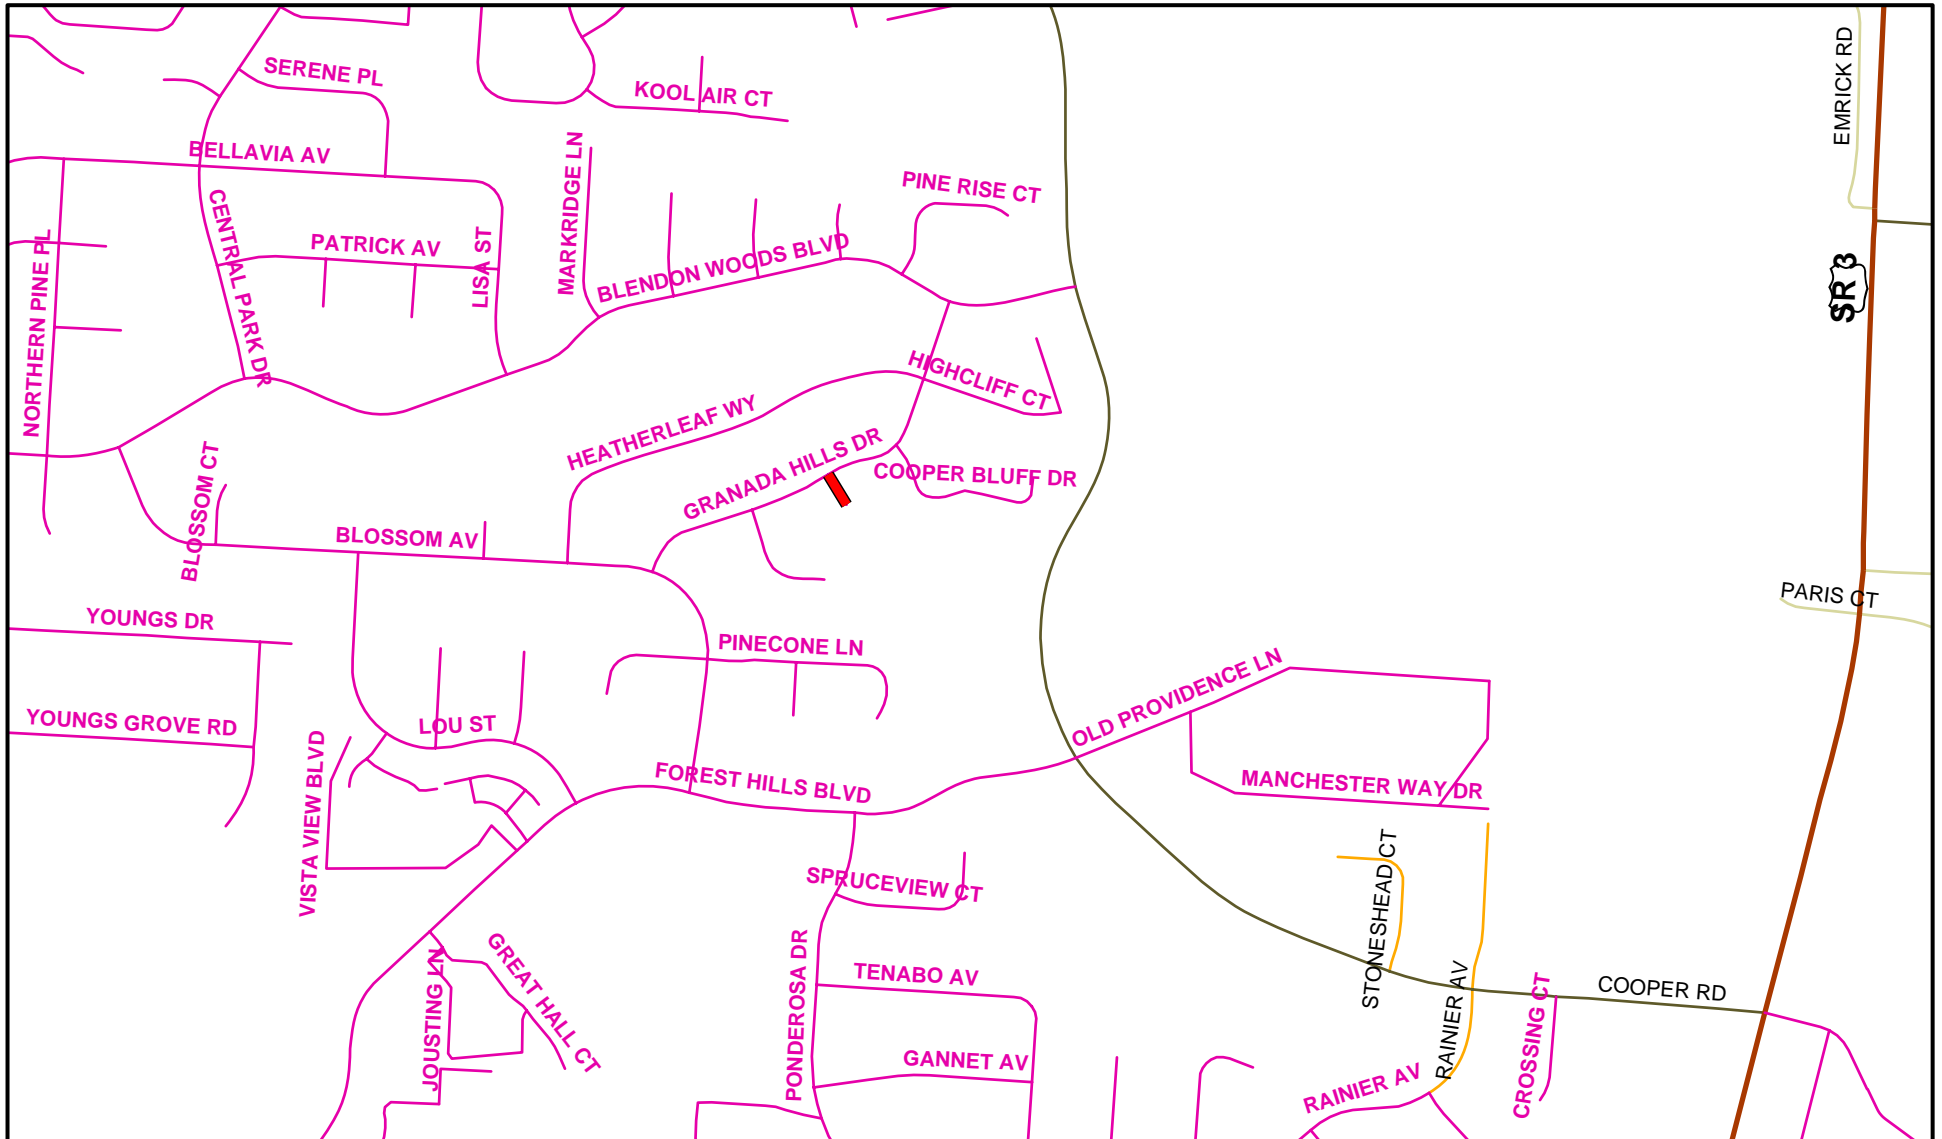 EMRICK RD
SERENE PL
KOOL AIR CT
BELLAVIA AV
MARKRIDGE LN
PINE RISE CT
CENTRAL PARK DR
PATRICK AV
LISA ST
BLENDON WOODS BLVD
NORTHERN PINE PL
SR 3
HIGHCLIFF CT
HEATHERLEAF WY
GRANADA HILLS DR
COOPER BLUFF DR
BLOSSOM CT
BLOSSOM AV
PARIS CT
YOUNGS DR
PINECONE LN
OLD PROVIDENCE LN
YOUNGS GROVE RD
LOU ST
VISTA VIEW BLVD
FOREST HILLS BLVD
MANCHESTER WAY DR
STONESHEAD CT
SPRUCEVIEW CT
GREAT HALL CT
JOUSTING LN
PONDEROSA DR
TENABO AV
RAINIER AV
CROSSING CT
COOPER RD
GANNET AV
RAINIER AV